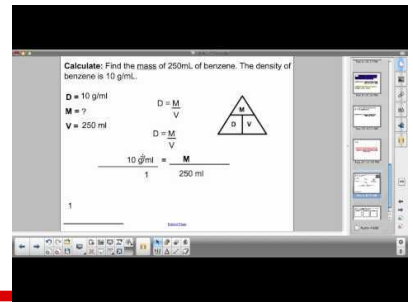 Calculate: Find the mass of 250mL of benzene. The density of
benzene is 10 g/mL.
D = 10 g/ml
M = ?
V = 250 ml
D = M
V
D = M
V
M
D V
10 g/ml = M
1 250 ml
1